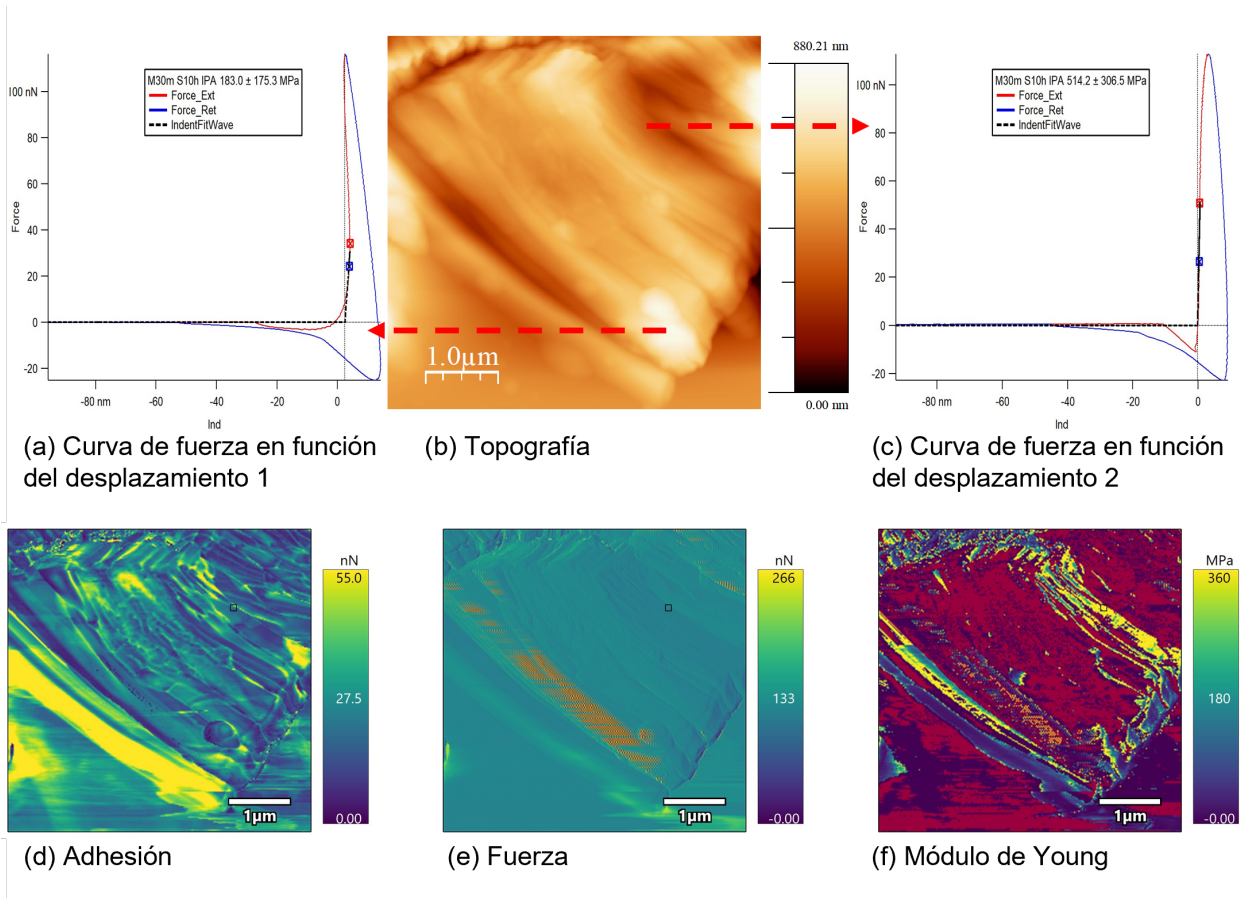 M30m S10h IPA 183.0 ± 175.3 MPa
Force_Ext
Force_Ret
IndentFitWave
100 nN
80
60
40
20
0
-20
Force
-80 nm
-60
-40
-20
0
Ind
(a) Curva de fuerza en función
del desplazamiento 1
1.0µm
880.21 nm
0.00 nm
(b) Topografía
M30m S10h IPA 514.2 ± 306.5 MPa
Force_Ext
Force_Ret
IndentFitWave
100 nN
80
60
40
20
0
-20
Force
-80 nm
-60
-40
-20
0
Ind
(c) Curva de fuerza en función
del desplazamiento 2
1µm
nN
55.0
27.5
0.00
(d) Adhesión
1µm
nN
266
133
-0.00
(e) Fuerza
1µm
MPa
360
180
-0.00
(f) Módulo de Young